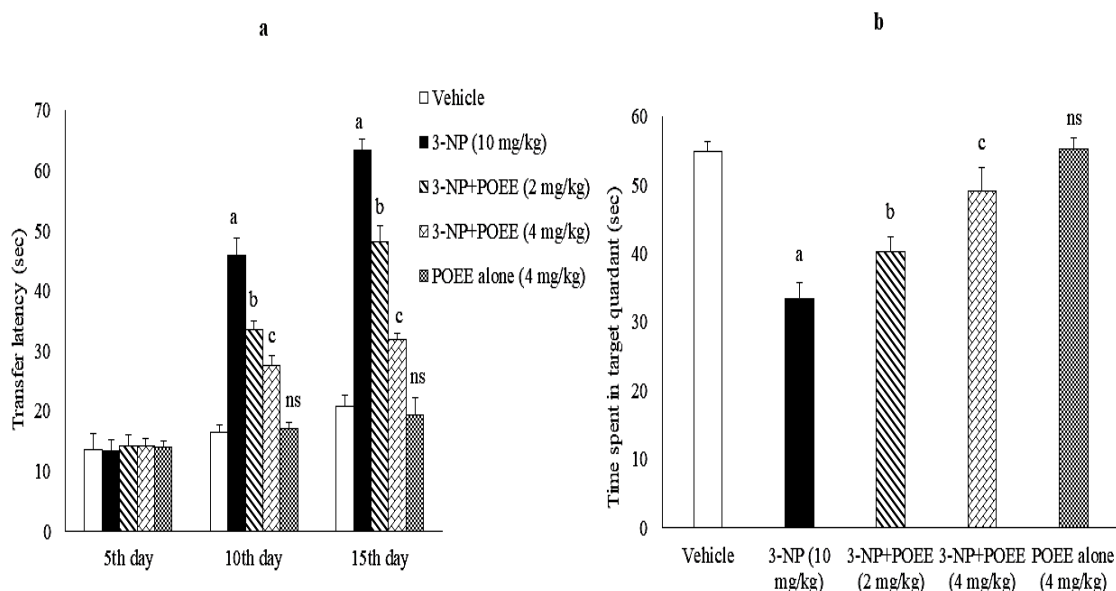 a
Transfer latency (sec)
70
60
50
40
30
20
10
0
5th day
10th day
15th day
a
b
c
ns
a
b
c
ns
Vehicle
3-NP (10 mg/kg)
3-NP+POEE (2 mg/kg)
3-NP+POEE (4 mg/kg)
POEE alone (4 mg/kg)
b
Time spent in target quardant (sec)
60
50
40
30
20
10
0
a
b
c
ns
Vehicle
3-NP (10
mg/kg)
3-NP+POEE
(2 mg/kg)
3-NP+POEE
(4 mg/kg)
POEE alone
(4 mg/kg)